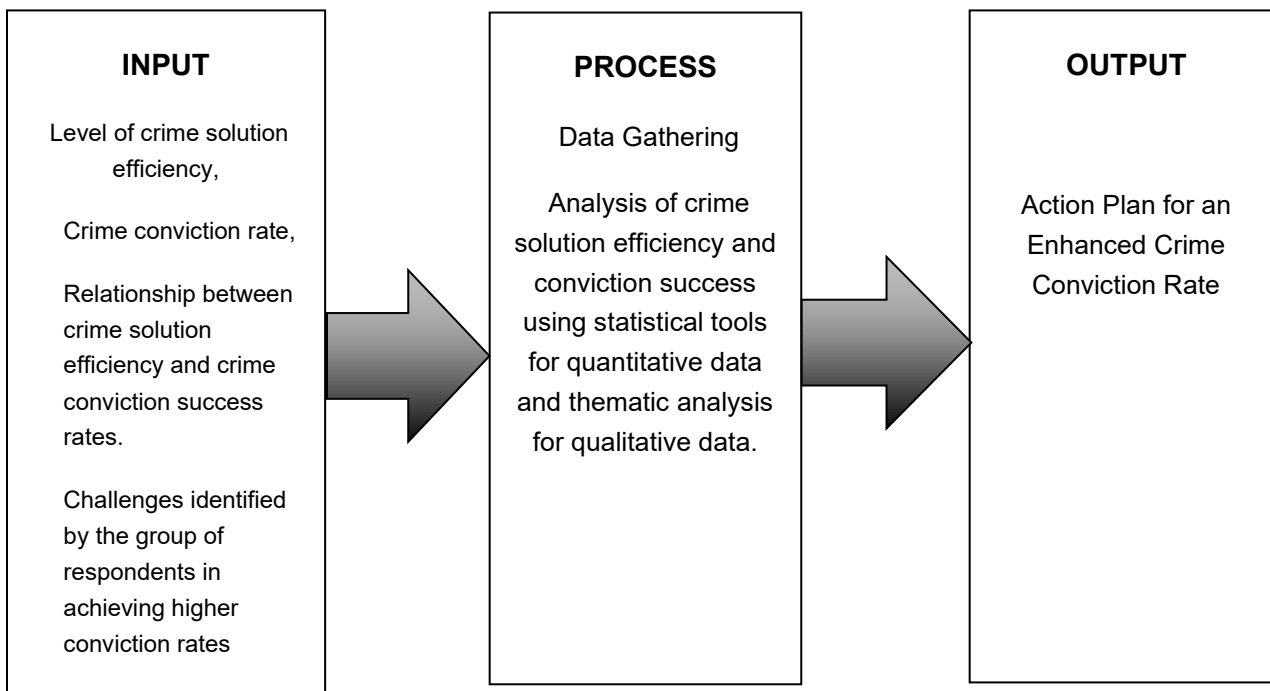 INPUT
Level of crime solution
efficiency,
Crime conviction rate,
Relationship between
crime solution
efficiency and crime
conviction success
rates.
Challenges identified
by the group of
respondents in
achieving higher
conviction rates
PROCESS
Data Gathering
Analysis of crime
solution efficiency and
conviction success
using statistical tools
for quantitative data
and thematic analysis
for qualitative data.
OUTPUT
Action Plan for an
Enhanced Crime
Conviction Rate